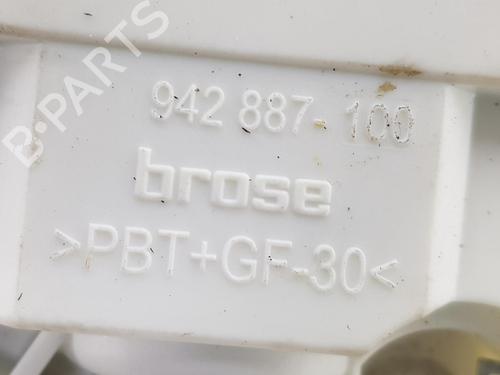 B-PARTS
942 887-100
brose
>PBT+GF-30<